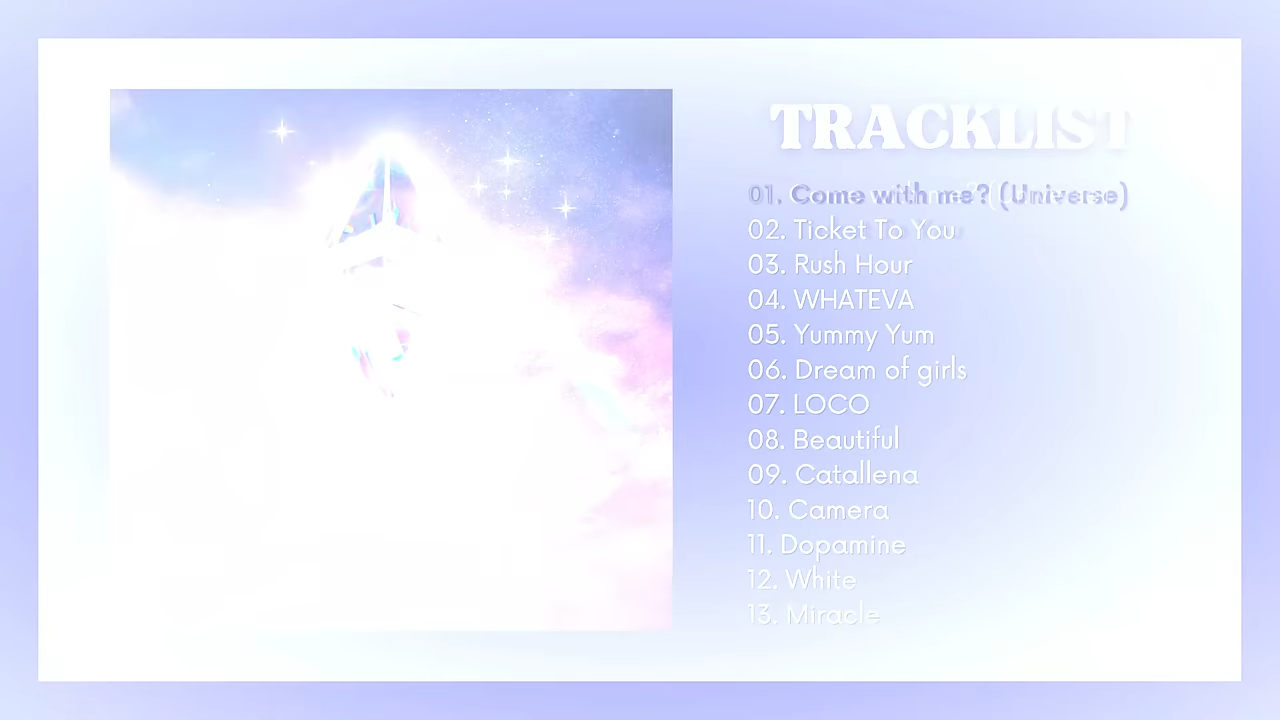 TRACKLIST
01. Come with me? (Universe)
02. Ticket To You
03. Rush Hour
04. WHATEVA
05. Yummy Yum
06. Dream of girls
07. LOCO
08. Beautiful
09. Catallena
10. Camera
11. Dopamine
12. White
13. Miracle